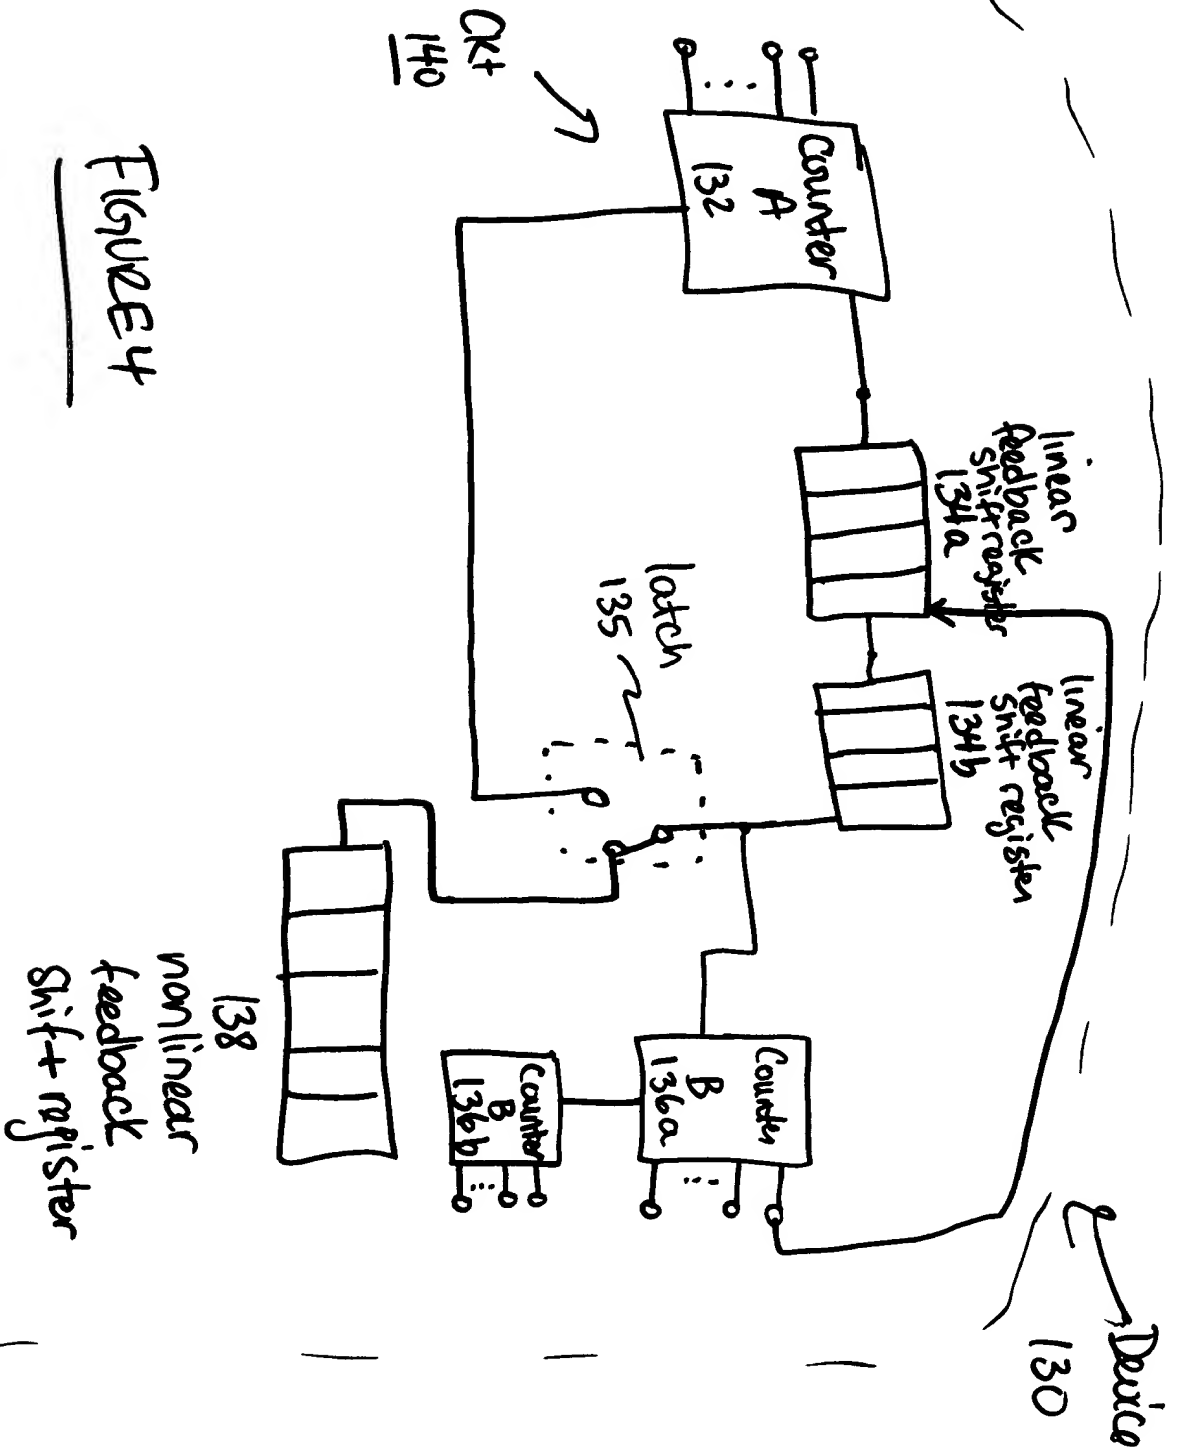 Device
130
linear
feedback
shift register
134a
linear
feedback
shift register
134b
Counter
A
132
Ckt
140
latch
135
Counter
B
136a
Counter
B
136b
138
nonlinear
feedback
Shift register
FIGURE 4